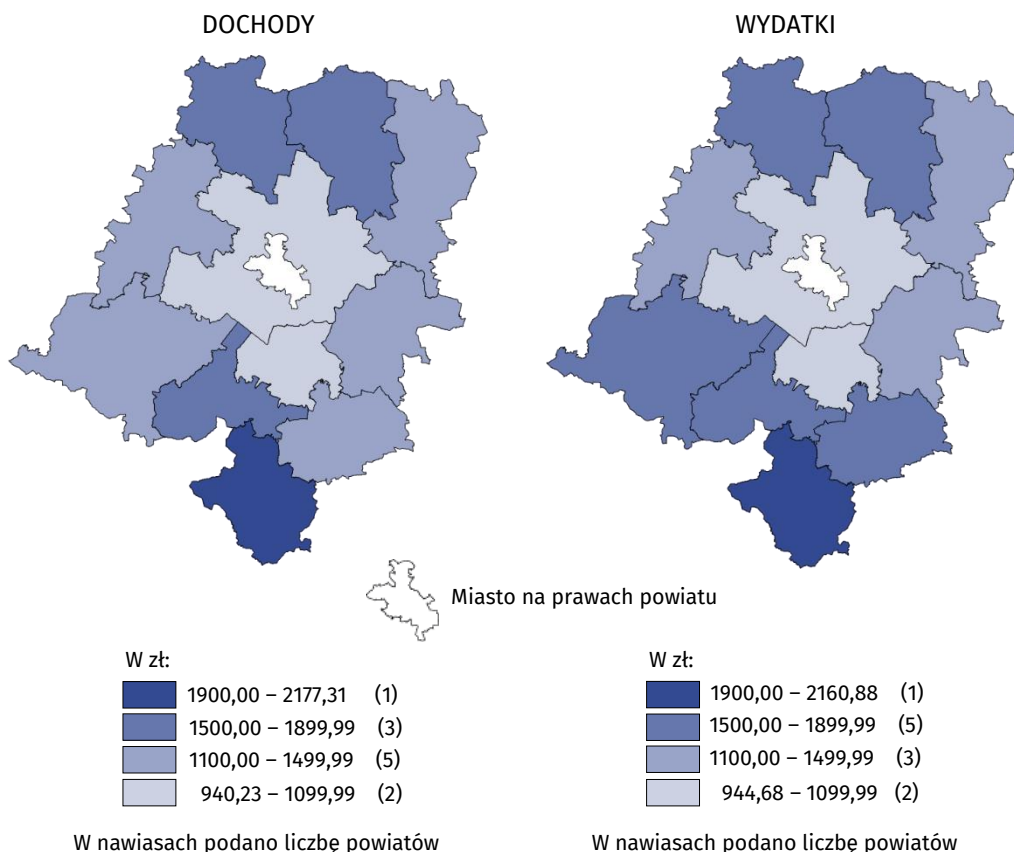 DOCHODY
WYDATKI
Miasto na prawach powiatu
W zł:
1900,00 – 2177,31 (1)
1500,00 – 1899,99 (3)
1100,00 – 1499,99 (5)
940,23 – 1099,99 (2)
W nawiasach podano liczbę powiatów
W zł:
1900,00 – 2160,88 (1)
1500,00 – 1899,99 (5)
1100,00 – 1499,99 (3)
944,68 – 1099,99 (2)
W nawiasach podano liczbę powiatów